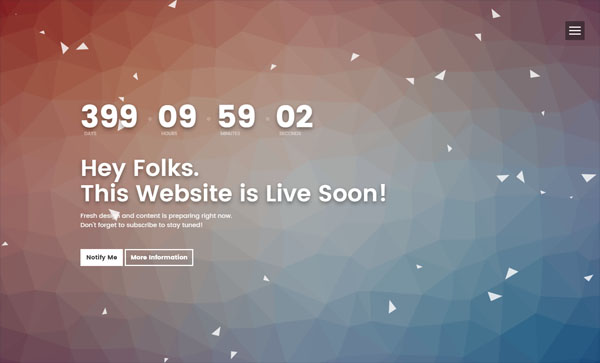 399 09 59 02
DAYS HOURS MINUTES SECONDS
Hey Folks.
This Website is Live Soon!
Fresh design and content is preparing right now.
Don't forget to subscribe to stay tuned!
Notify Me More Information